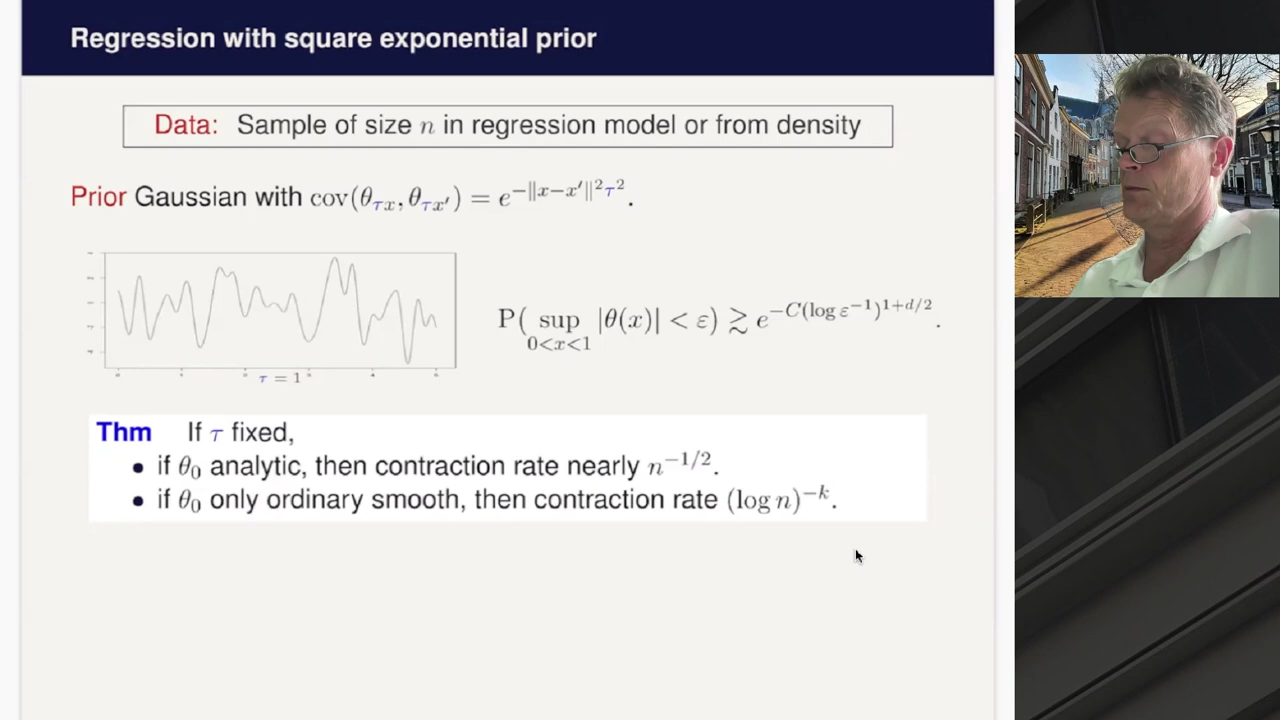 Regression with square exponential prior
Data: Sample of size n in regression model or from density
Prior Gaussian with cov(θ_{τx}, θ_{τx′}) = e^{−‖x−x′‖²τ²}.
P( sup_{0<x<1} |θ(x)| < ε) ≳ e^{−C(log ε^{−1})^{1+d/2}}.
τ = 1
Thm If τ fixed,
• if θ₀ analytic, then contraction rate nearly n^{−1/2}.
• if θ₀ only ordinary smooth, then contraction rate (log n)^{−k}.